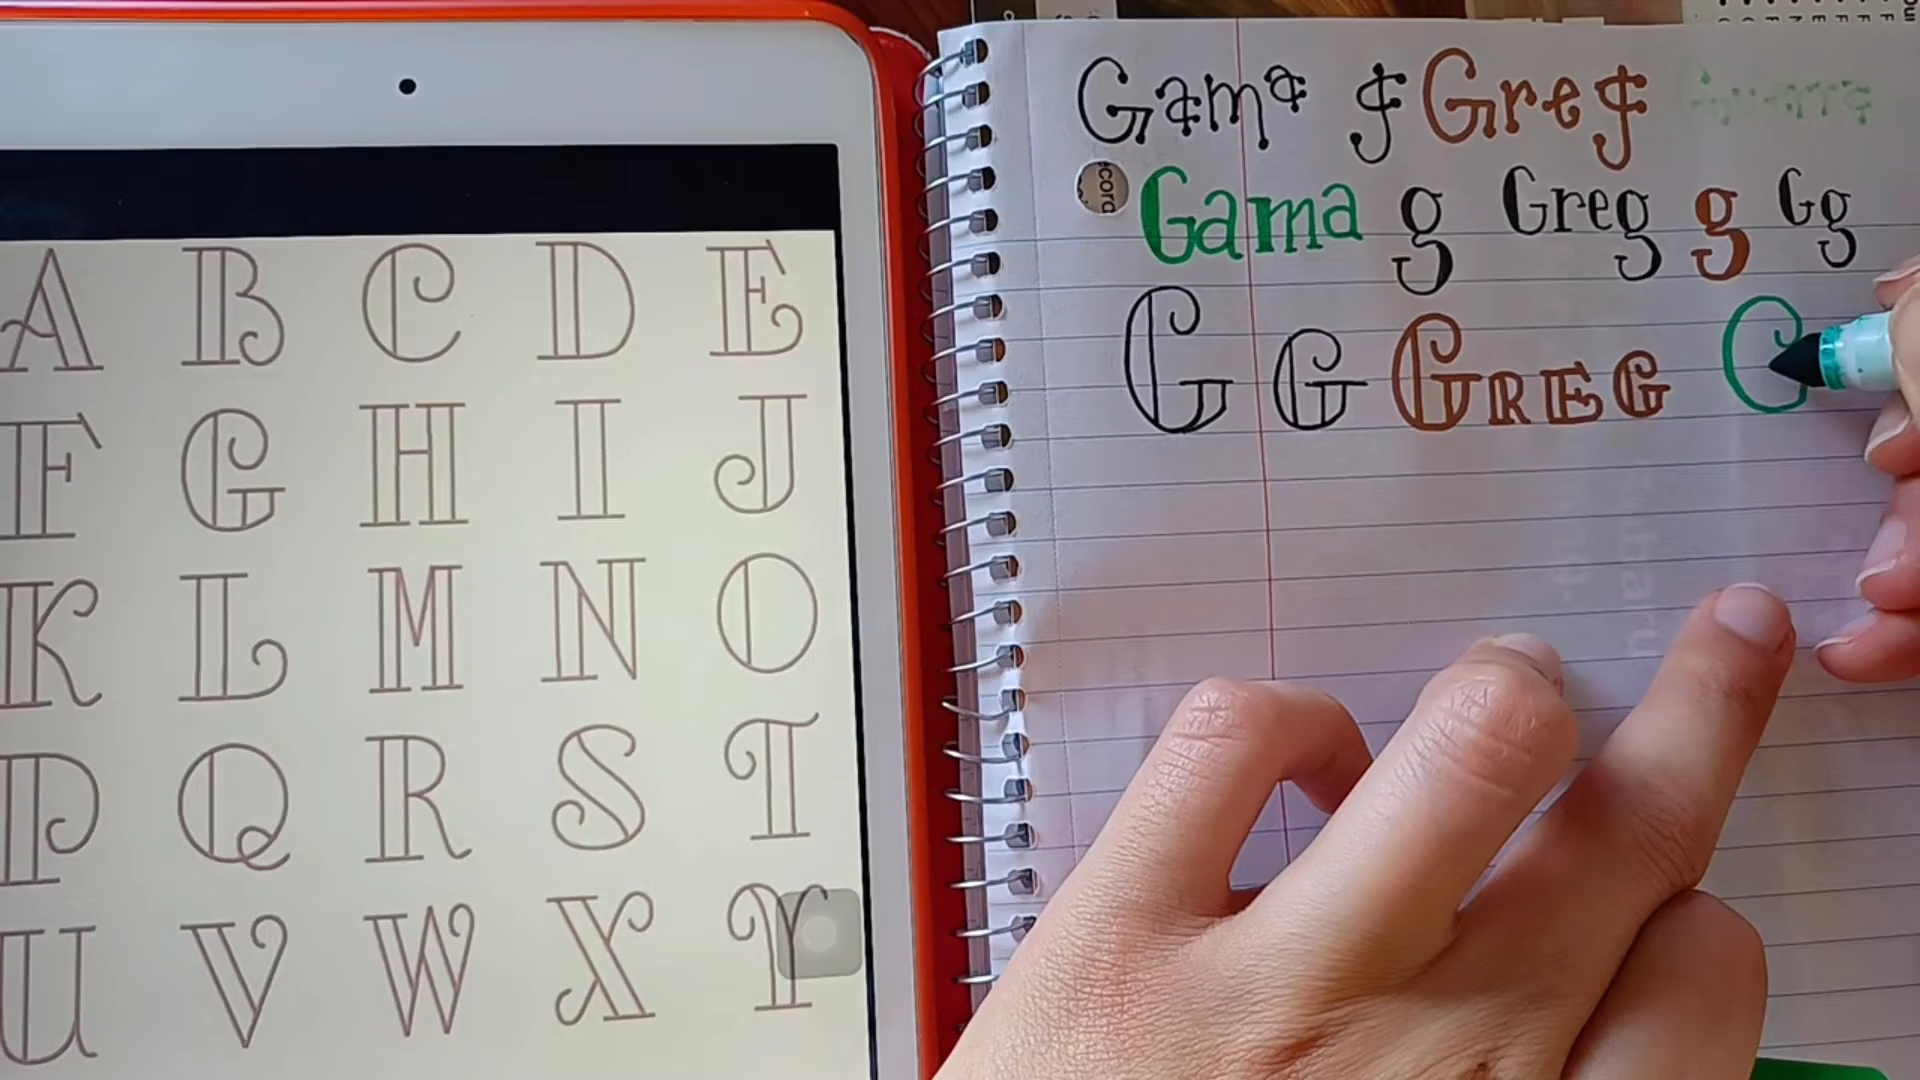 A B C D E
F G H I J
K L M N O
P Q R S T
U V W X Y
Gama g Greg
Gama g Greg g Gg
G G GREG G